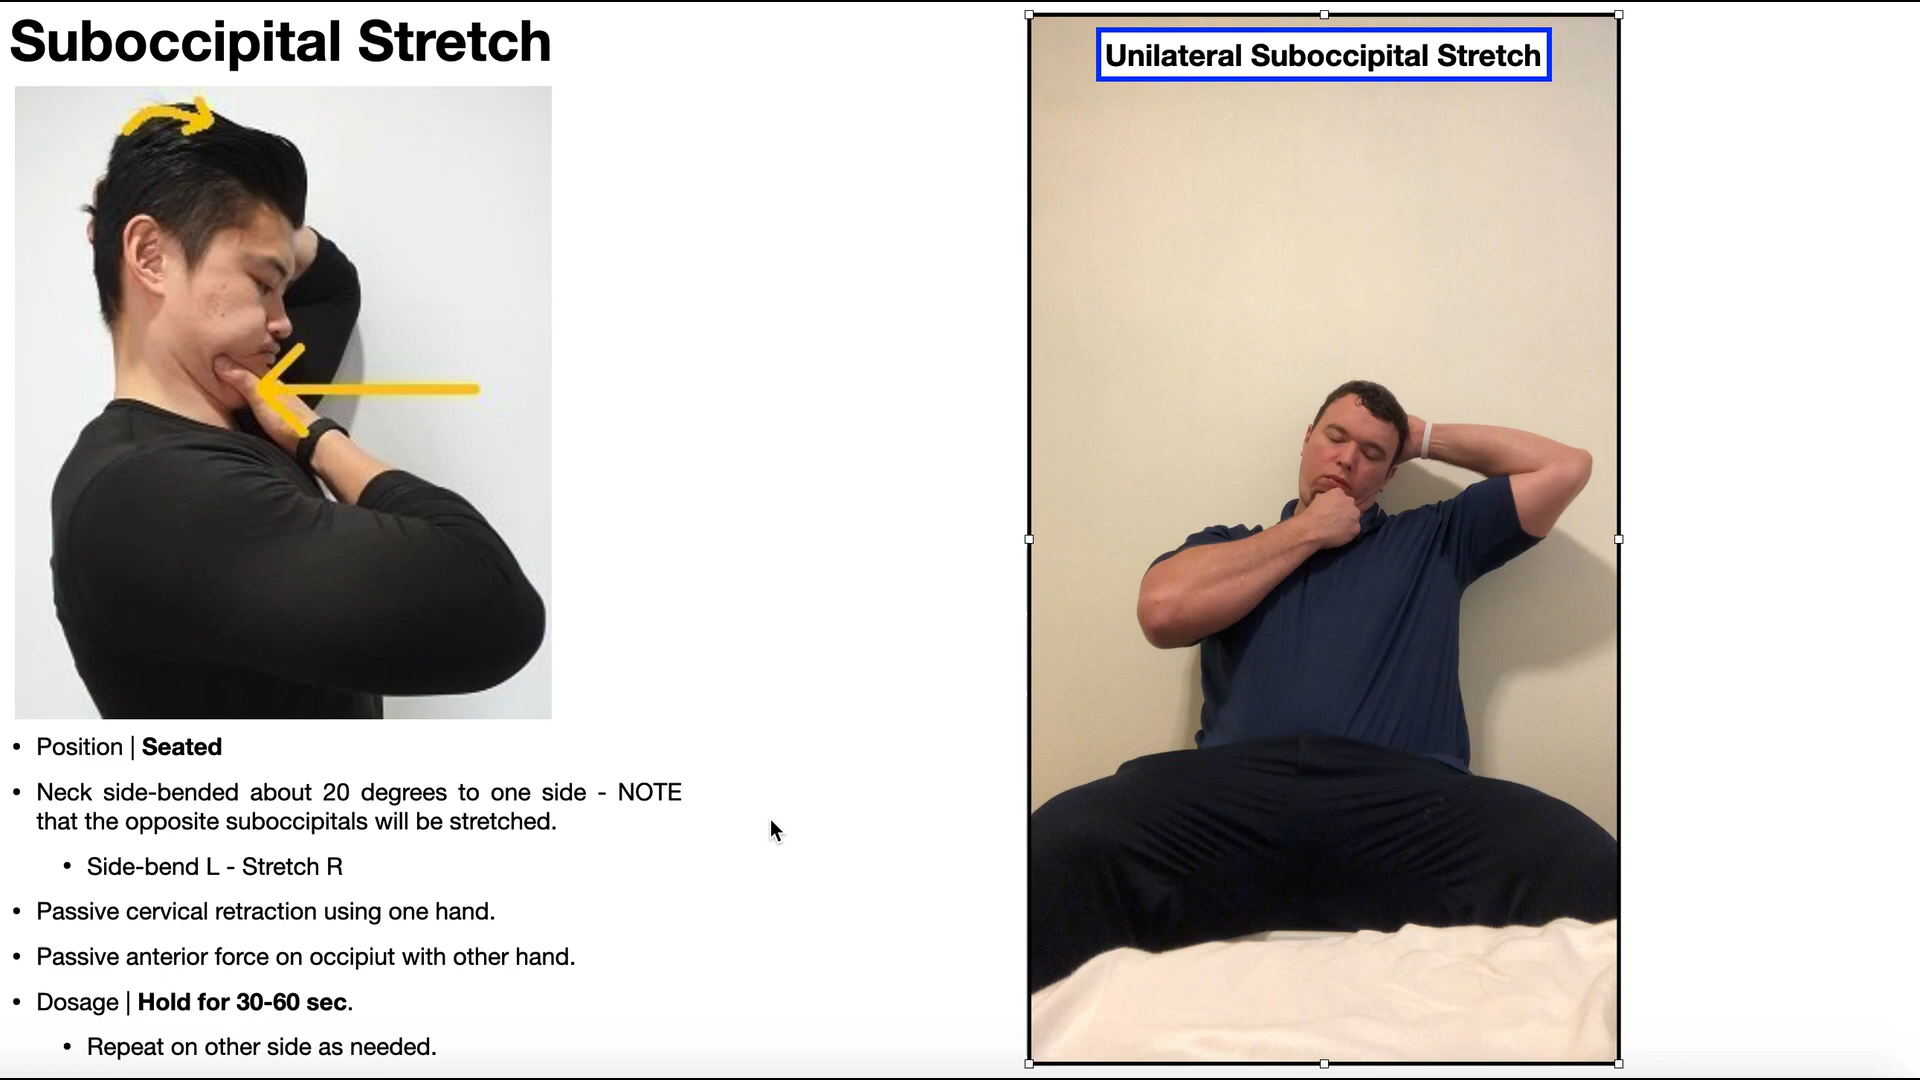 Suboccipital Stretch
Unilateral Suboccipital Stretch
• Position | Seated
• Neck side-bended about 20 degrees to one side - NOTE
that the opposite suboccipitals will be stretched.
• Side-bend L - Stretch R
• Passive cervical retraction using one hand.
• Passive anterior force on occipiut with other hand.
• Dosage | Hold for 30-60 sec.
• Repeat on other side as needed.